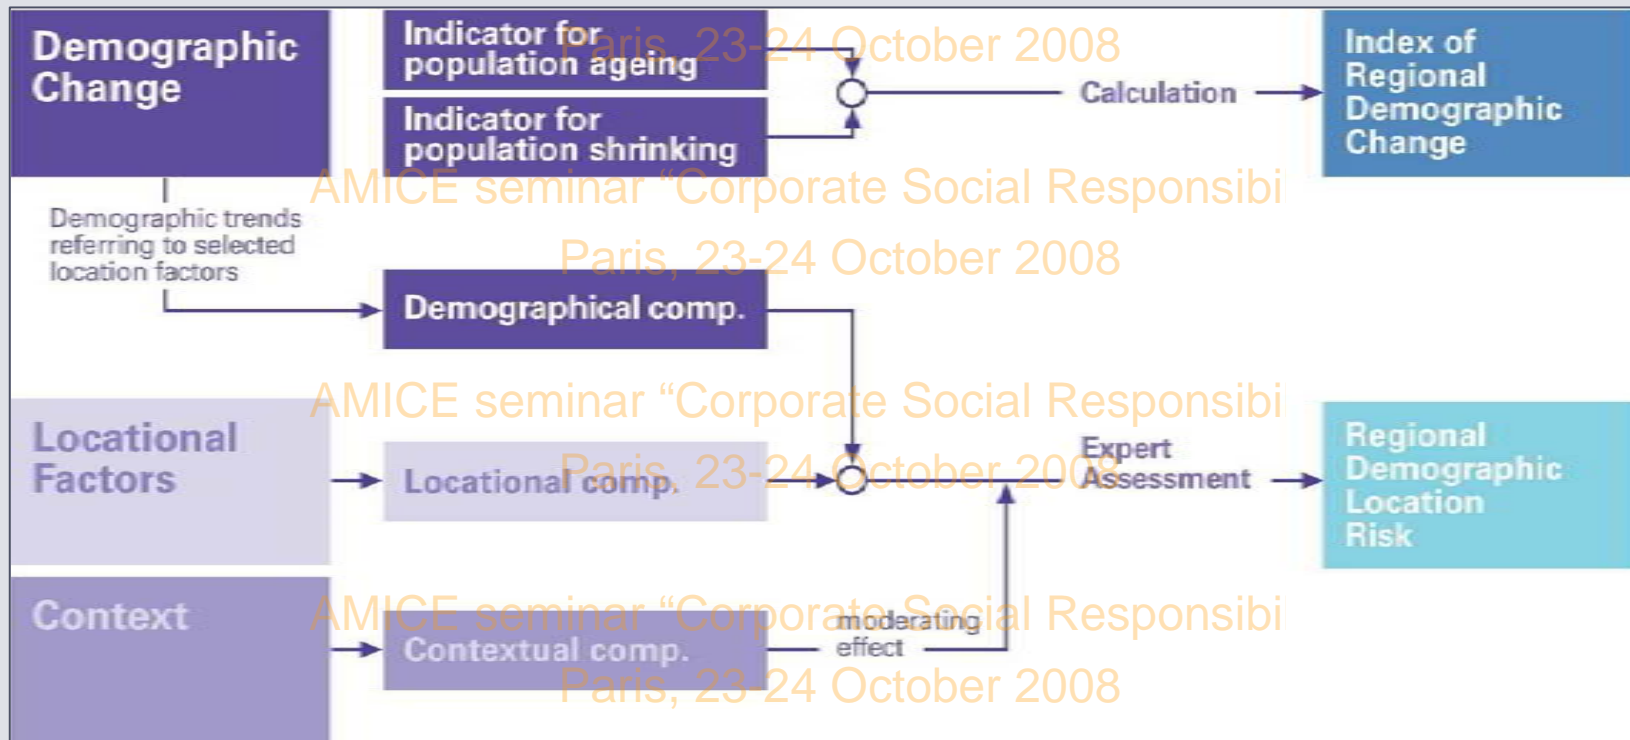 Demographic
Change
Indicator for
population ageing
Indicator for
population shrinking
Calculation
Index of
Regional
Demographic
Change
Paris, 23-24 October 2008
AMICE seminar “Corporate Social Responsibi
Demographic trends
referring to selected
location factors
Paris, 23-24 October 2008
Demographical comp.
AMICE seminar “Corporate Social Responsibi
Locational
Factors
Locational comp.
Paris, 23-24 October 2008
Expert
Assessment
Regional
Demographic
Location
Risk
Context
AMICE seminar “Corporate Social Responsibi
Contextual comp.
moderating
effect
Paris, 23-24 October 2008